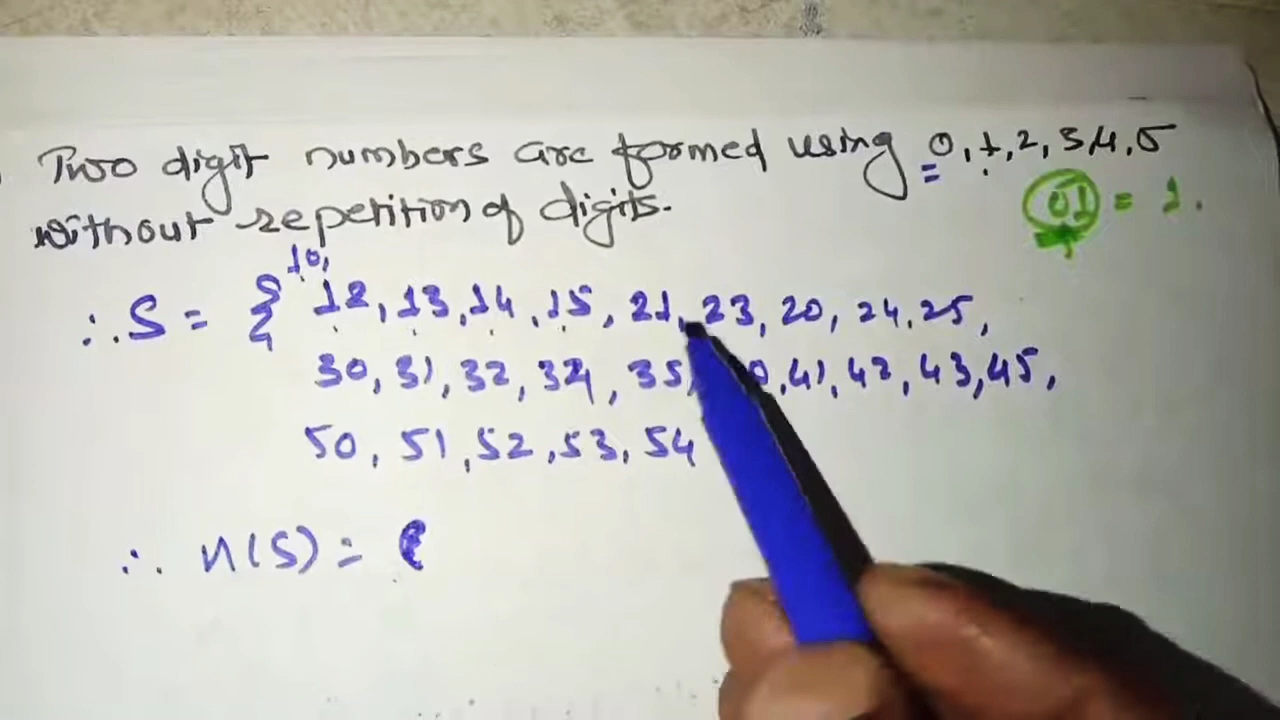 Two digit numbers are formed using 0, 1, 2, 3, 4, 5
without repetition of digits.
01 = 1.
10,
∴ S = { 12, 13, 14, 15, 21, 23, 20, 24, 25,
30, 31, 32, 34, 35, 0, 41, 42, 43, 45,
50, 51, 52, 53, 54
∴ n(S) =